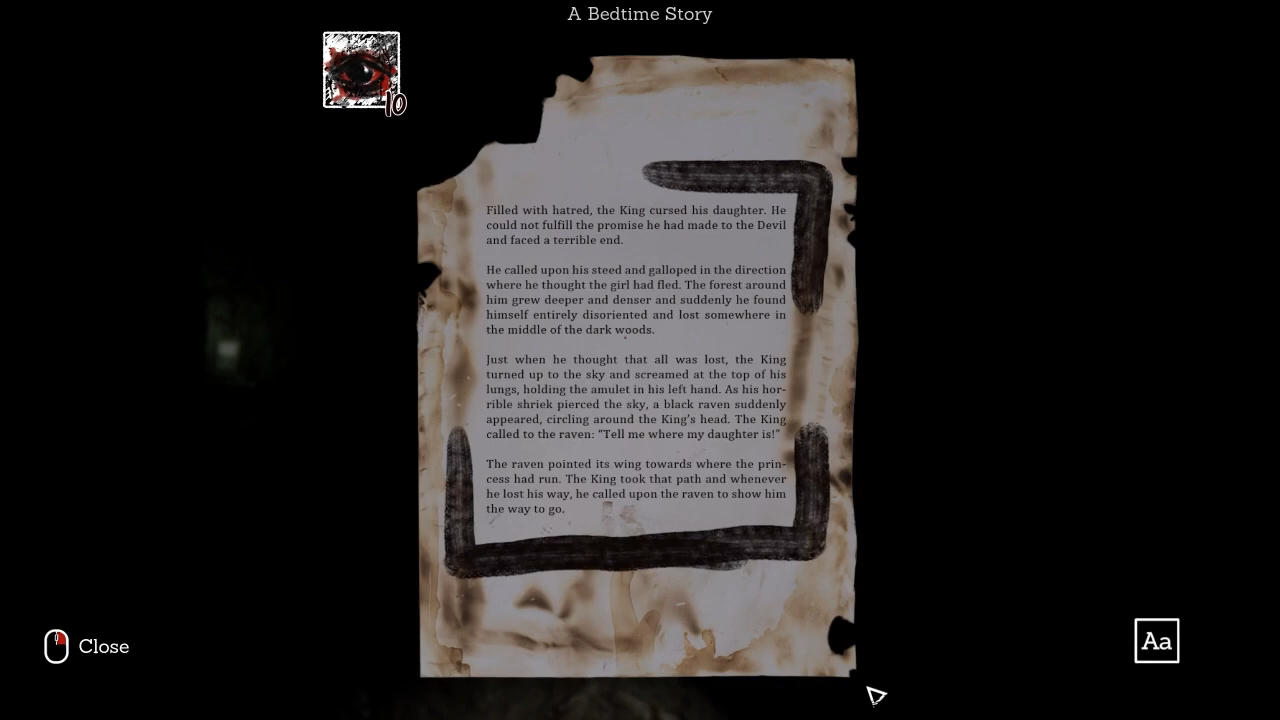 A Bedtime Story
10
Filled with hatred, the King cursed his daughter. He
could not fulfill the promise he had made to the Devil
and faced a terrible end.
He called upon his steed and galloped in the direction
where he thought the girl had fled. The forest around
him grew deeper and denser and suddenly he found
himself entirely disoriented and lost somewhere in
the middle of the dark woods.
Just when he thought that all was lost, the King
turned up to the sky and screamed at the top of his
lungs, holding the amulet in his left hand. As his hor-
rible shriek pierced the sky, a black raven suddenly
appeared, circling around the King's head. The King
called to the raven: "Tell me where my daughter is!"
The raven pointed its wing towards where the prin-
cess had run. The King took that path and whenever
he lost his way, he called upon the raven to show him
the way to go.
Close
Aa